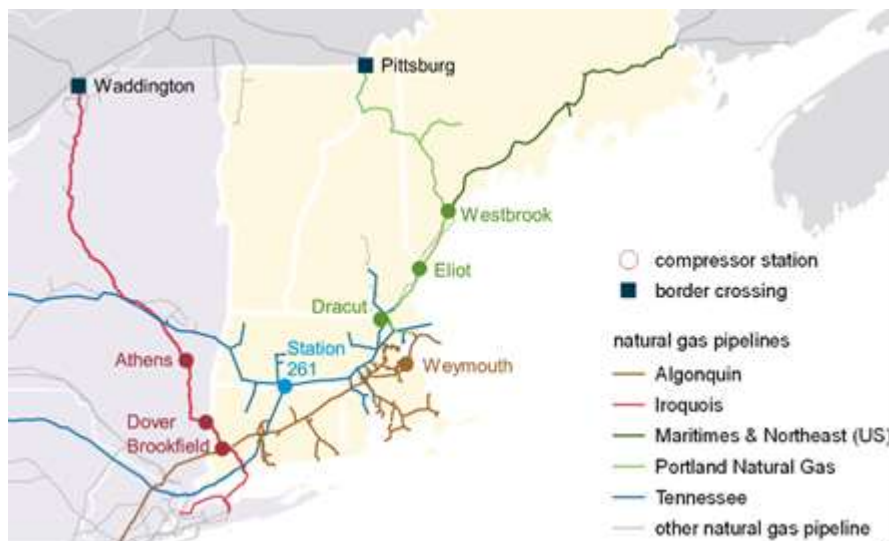 Waddington
Pittsburg
Westbrook
Eliot
Dracut
Station
261
Weymouth
Athens
Dover
Brookfield
compressor station
border crossing
natural gas pipelines
Algonquin
Iroquois
Maritimes & Northeast (US)
Portland Natural Gas
Tennessee
other natural gas pipeline